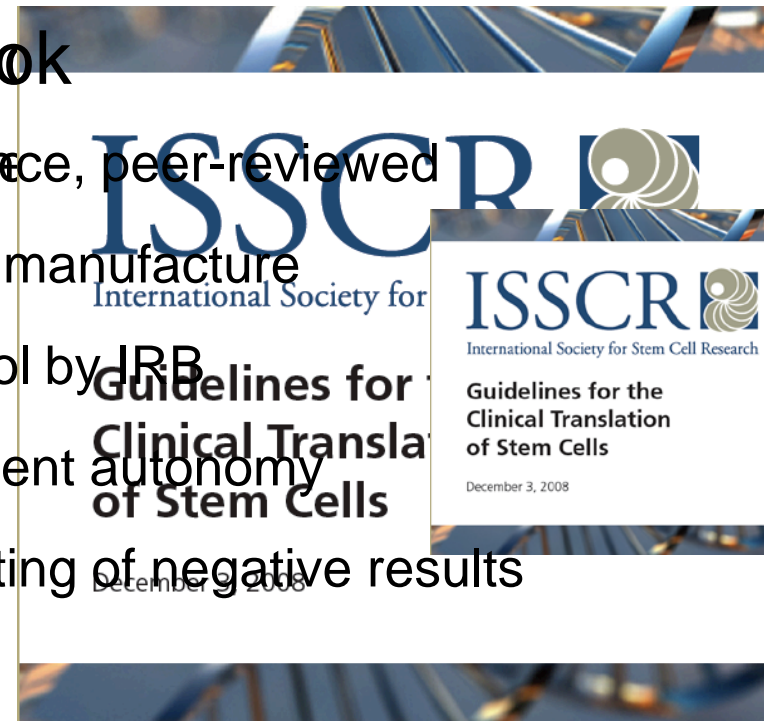 ok
ce, peer-reviewed
manufacture
ol by IRB
ent autonomy
ting of negative results
ISSCR
International Society for
Guidelines for
Clinical Transla
of Stem Cells
December 3, 2008
ISSCR
International Society for Stem Cell Research
Guidelines for the
Clinical Translation
of Stem Cells
December 3, 2008